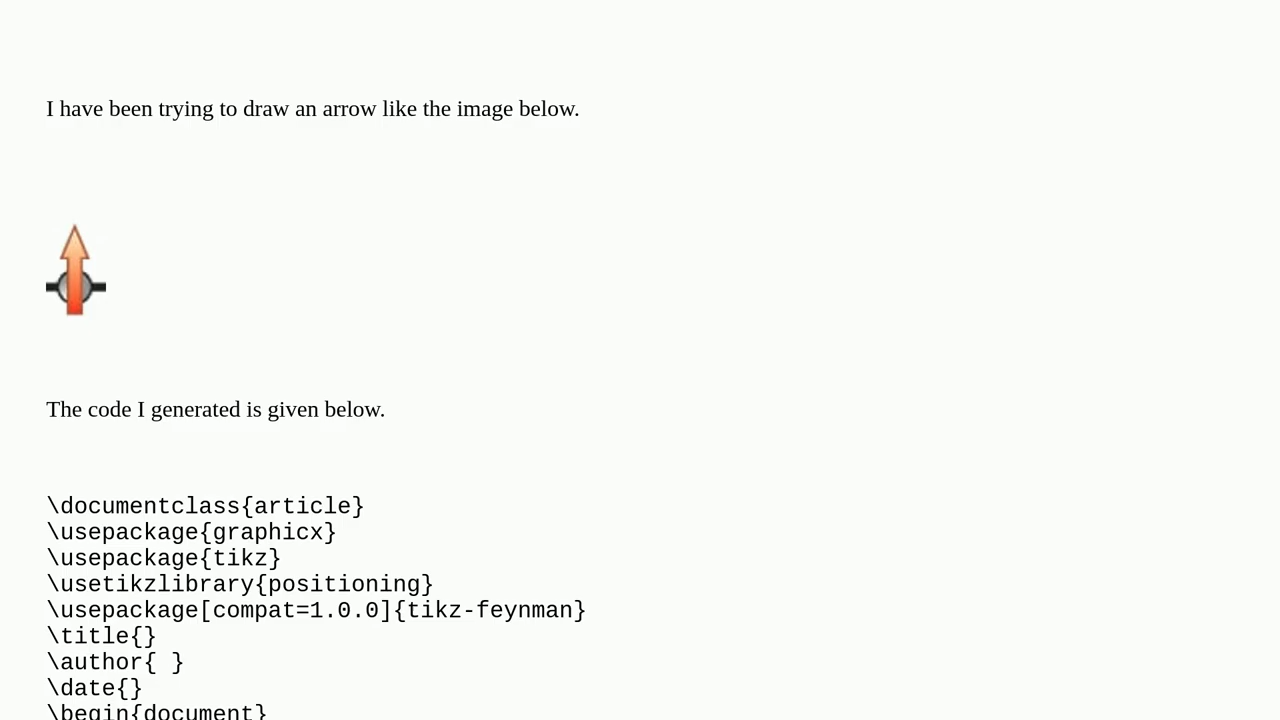 I have been trying to draw an arrow like the image below.
The code I generated is given below.
\documentclass{article}
\usepackage{graphicx}
\usepackage{tikz}
\usetikzlibrary{positioning}
\usepackage[compat=1.0.0]{tikz-feynman}
\title{}
\author{ }
\date{}
\begin{document}